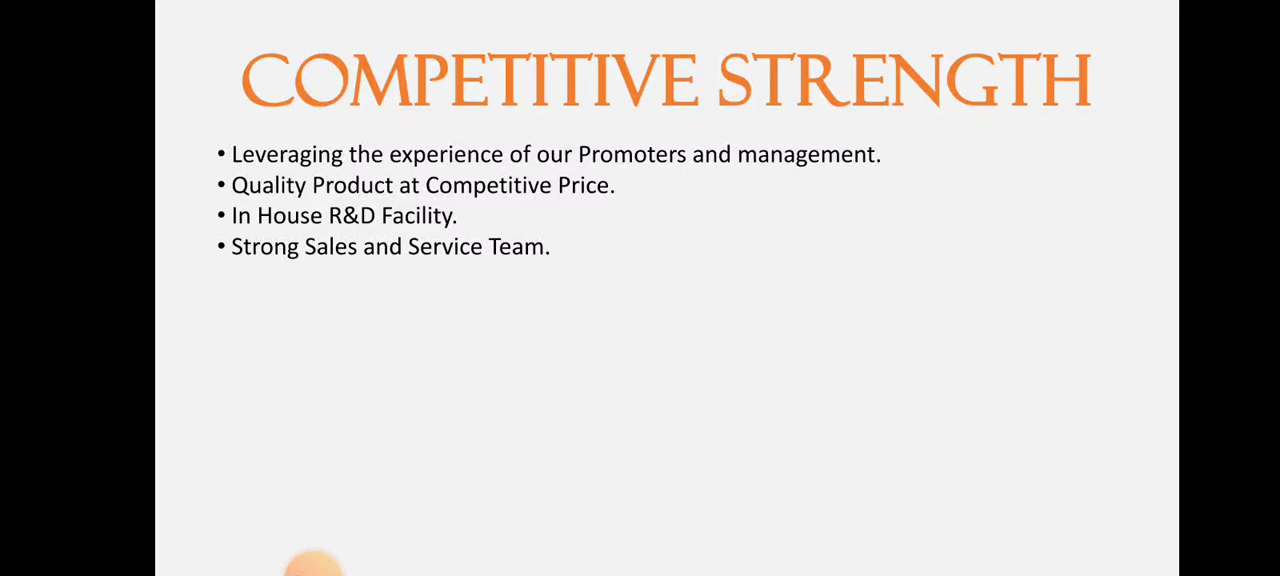 COMPETITIVE STRENGTH
• Leveraging the experience of our Promoters and management.
• Quality Product at Competitive Price.
• In House R&D Facility.
• Strong Sales and Service Team.